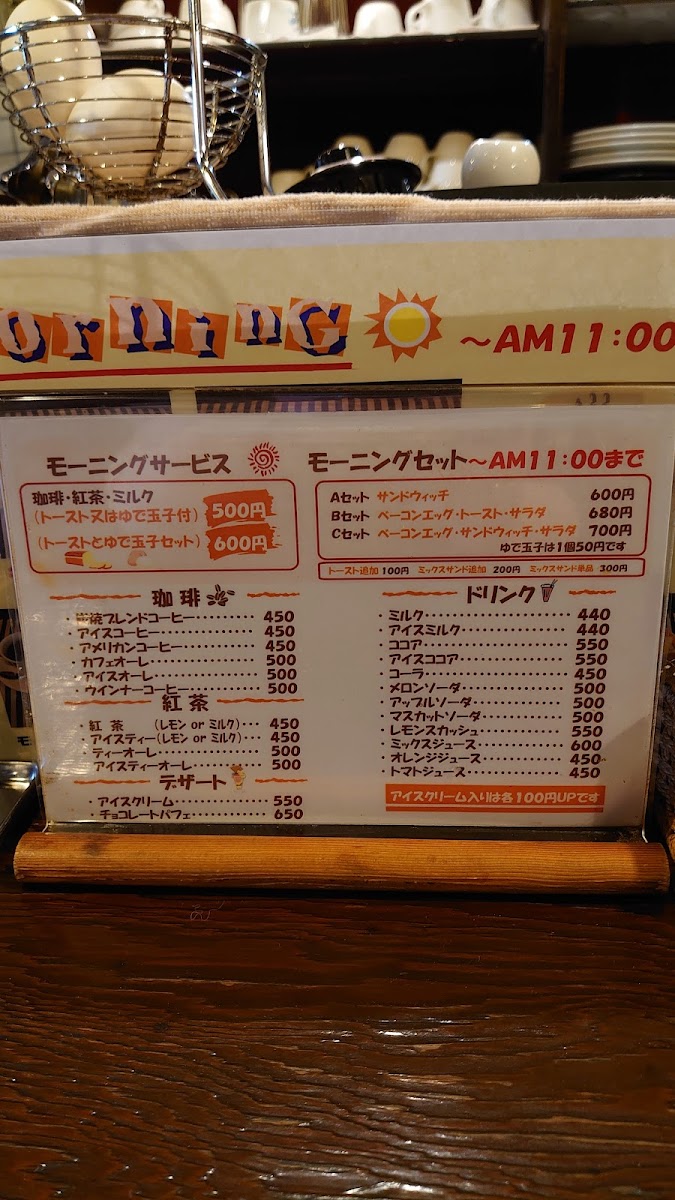 orning ～AM11:00
モーニングサービス
珈琲・紅茶・ミルク
(トースト又はゆで玉子付) 500円
(トーストとゆで玉子セット) 600円
モーニングセット～AM11:00まで
Aセット サンドウィッチ 600円
Bセット ベーコンエッグ・トースト・サラダ 680円
Cセット ベーコンエッグ・サンドウィッチ・サラダ 700円
ゆで玉子は1個50円です
トースト追加 100円 ミックスサンド追加 200円 ミックスサンド単品 300円
珈琲
・炭焼ブレンドコーヒー 450
・アイスコーヒー 450
・アメリカンコーヒー 450
・カフェオーレ 500
・アイスオーレ 500
・ウインナーコーヒー 500
紅茶
・紅茶 (レモン or ミルク) 450
・アイスティー(レモン or ミルク) 450
・ティーオーレ 500
・アイスティーオーレ 500
デザート
・アイスクリーム 550
・チョコレートパフェ 650
ドリンク
・ミルク 440
・アイスミルク 440
・ココア 550
・アイスココア 550
・コーラ 450
・メロンソーダ 500
・アップルソーダ 500
・マスカットソーダ 500
・レモンスカッシュ 550
・ミックスジュース 600
・オレンジジュース 450
・トマトジュース 450
アイスクリーム入りは各100円UPです